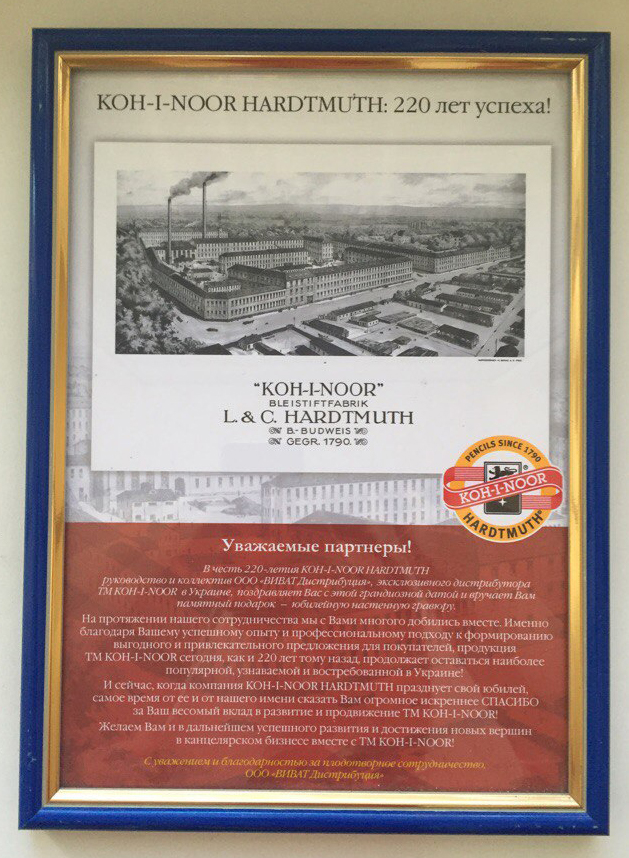 KOH-I-NOOR HARDTMUTH: 220 лет успеха!
"KOH-I-NOOR"
BLEISTIFTFABRIK
L. & C. HARDTMUTH
B.-BUDWEIS
GEGR. 1790.
PENCILS SINCE 1790
®
KOH-I-NOOR
HARDTMUTH®
Уважаемые партнеры!
В честь 220-летия KOH-I-NOOR HARDTMUTH
руководство и коллектив ООО «ВИВАТ Дистрибуция», эксклюзивного дистрибутора
ТМ KOH-I-NOOR в Украине, поздравляет Вас с этой грандиозной датой и вручает Вам
памятный подарок – юбилейную настенную гравюру.
На протяжении нашего сотрудничества мы с Вами многого добились вместе. Именно
благодаря Вашему успешному опыту и профессиональному подходу к формированию
выгодного и привлекательного предложения для покупателей, продукция
ТМ KOH-I-NOOR сегодня, как и 220 лет тому назад, продолжает оставаться наиболее
популярной, узнаваемой и востребованной в Украине!
И сейчас, когда компания KOH-I-NOOR HARDTMUTH празднует свой юбилей,
самое время от ее и от нашего имени сказать Вам огромное искреннее СПАСИБО
за Ваш весомый вклад в развитие и продвижение ТМ KOH-I-NOOR!
Желаем Вам и в дальнейшем успешного развития и достижения новых вершин
в канцелярском бизнесе вместе с ТМ KOH-I-NOOR!
С уважением и благодарностью за плодотворное сотрудничество,
ООО «ВИВАТ Дистрибуция»